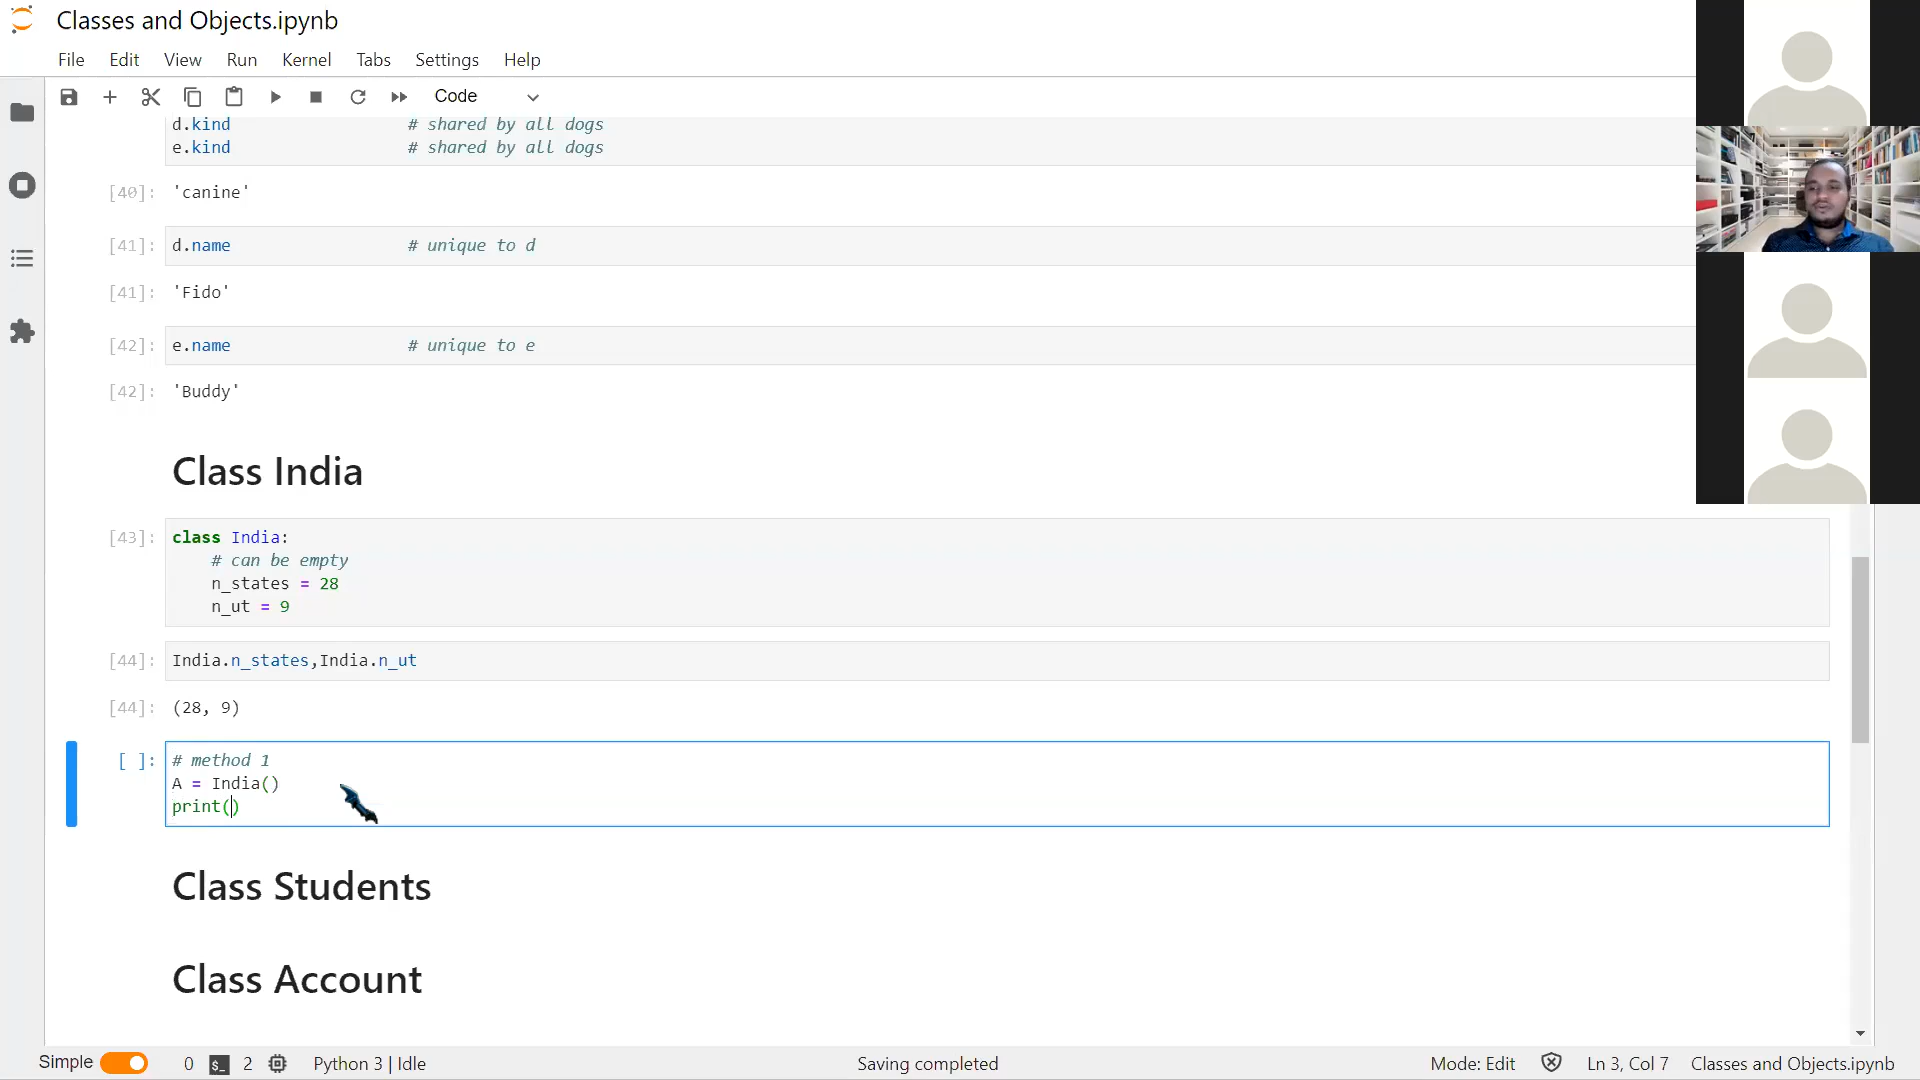 Classes and Objects.ipynb
File Edit View Run Kernel Tabs Settings Help
Code
d.kind # shared by all dogs
e.kind # shared by all dogs
[40]: 'canine'
[41]: d.name # unique to d
[41]: 'Fido'
[42]: e.name # unique to e
[42]: 'Buddy'
Class India
[43]: class India:
# can be empty
n_states = 28
n_ut = 9
[44]: India.n_states,India.n_ut
[44]: (28, 9)
[ ]: # method 1
A = India()
print()
Class Students
Class Account
Simple 0 $_ 2 Python 3 | Idle Saving completed Mode: Edit Ln 3, Col 7 Classes and Objects.ipynb